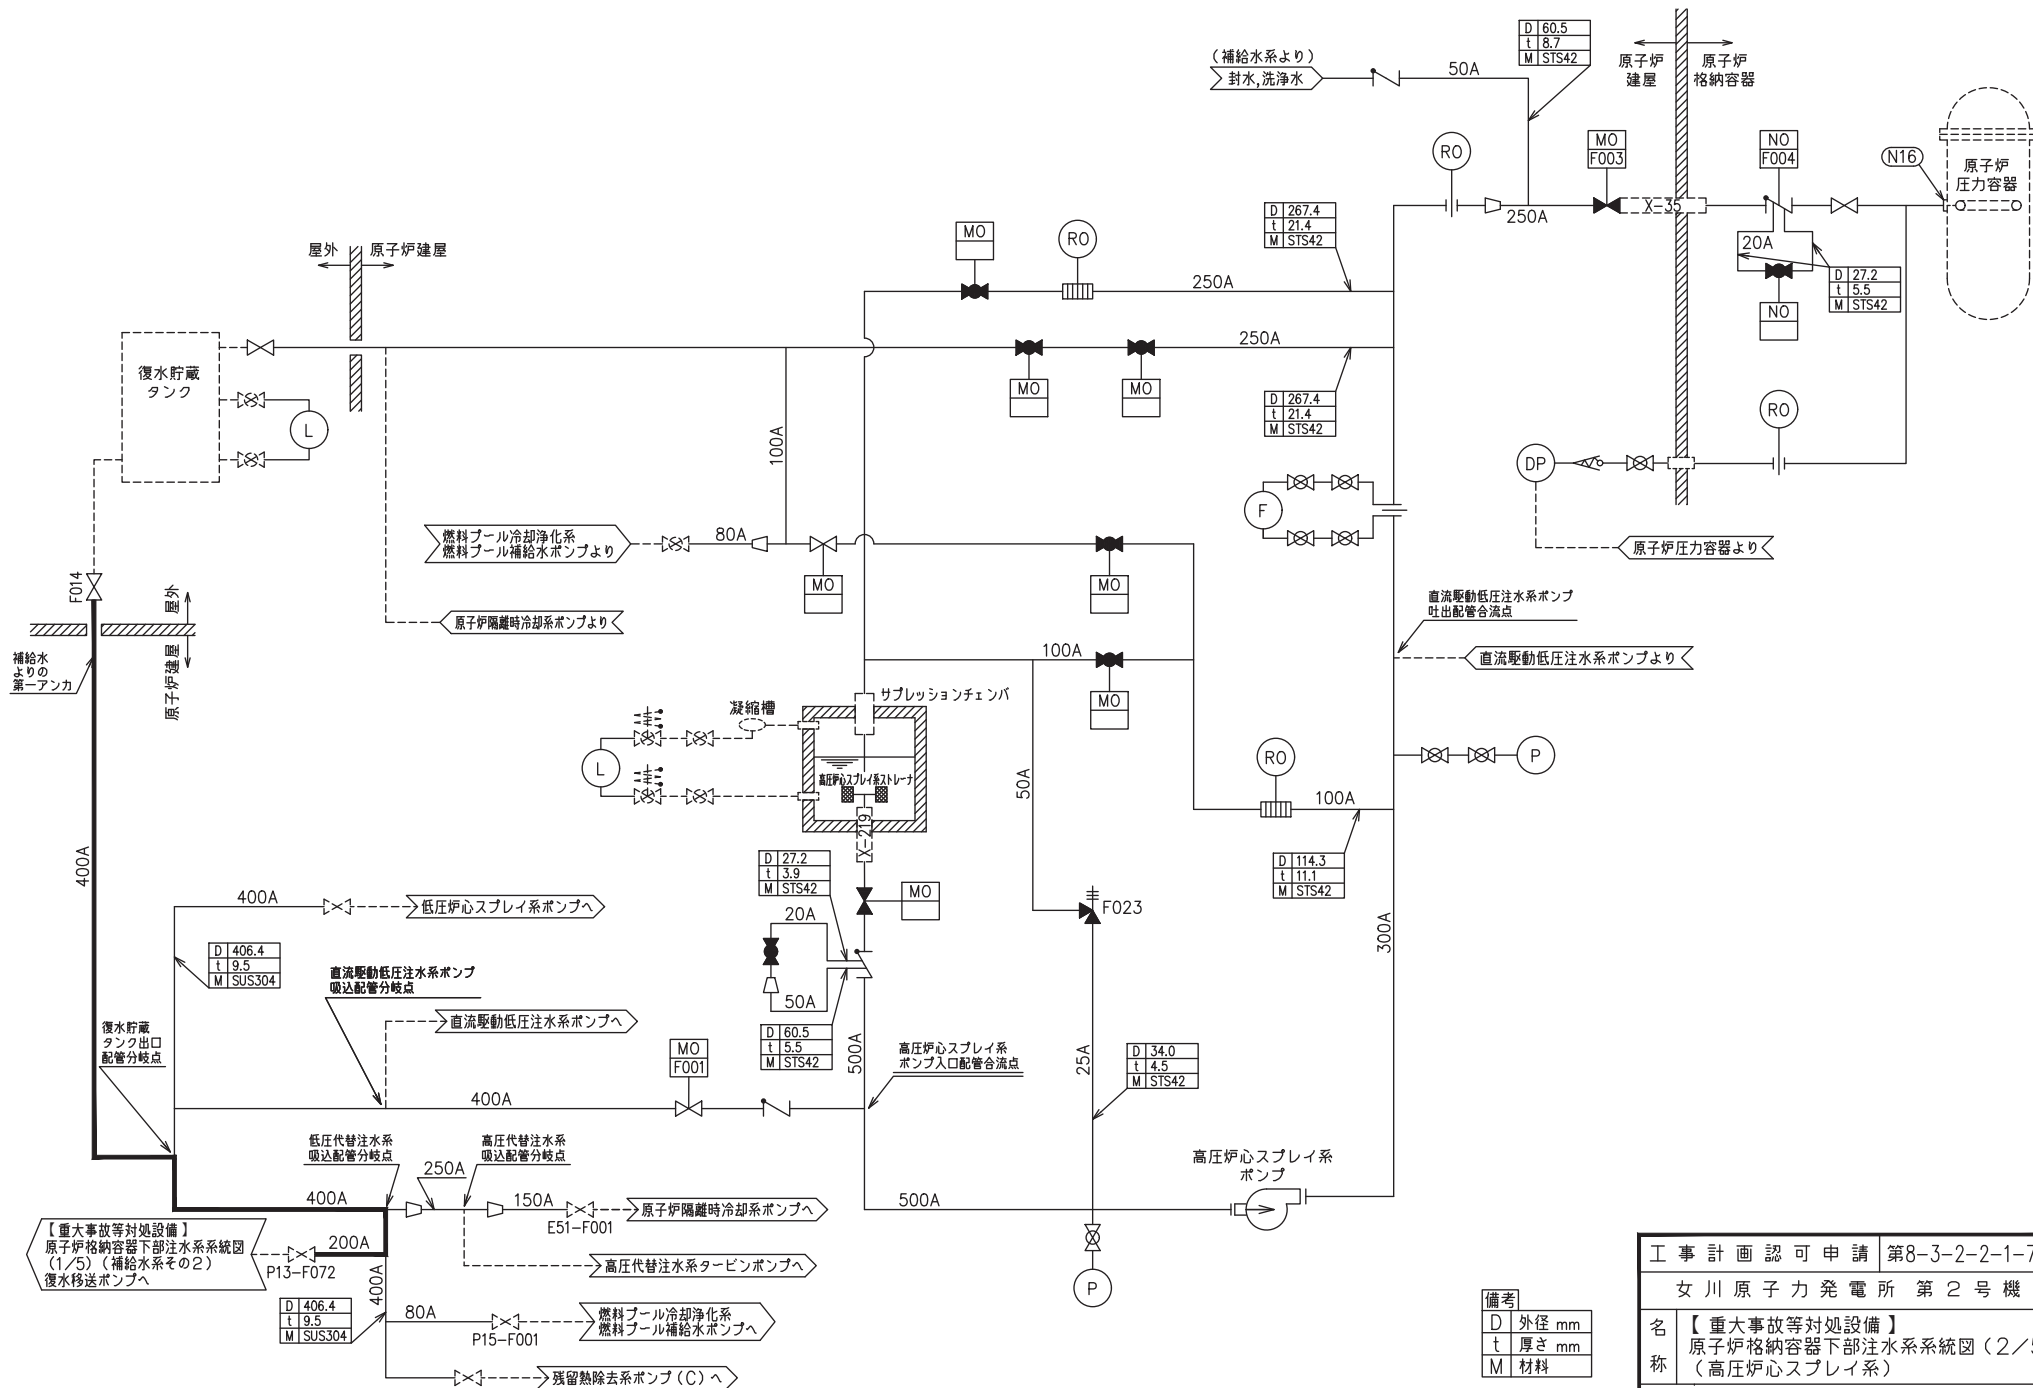 (補給水系より)
封水,洗浄水
50A
D 60.5
t 8.7
M STS42
原子炉
建屋
原子炉
格納容器
RO
MO
F003
NO
F004
N16
原子炉
圧力容器
250A
X-35
20A
D 27.2
t 5.5
M STS42
NO
屋外
原子炉建屋
MO
RO
250A
D 267.4
t 21.4
M STS42
250A
MO
MO
D 267.4
t 21.4
M STS42
復水貯蔵
タンク
L
100A
RO
DP
F
原子炉圧力容器より
燃料プール冷却浄化系
燃料プール補給水ポンプより
80A
MO
MO
原子炉隔離時冷却系ポンプより
F014
屋外
原子炉建屋
補給水
よりの
第一アンカ
直流駆動低圧注水系ポンプ
吐出配管合流点
直流駆動低圧注水系ポンプより
100A
MO
サプレッションチェンバ
凝縮槽
L
高圧炉心スプレイ系ストレーナ
X-219
50A
RO
100A
P
D 114.3
t 11.1
M STS42
400A
D 27.2
t 3.9
M STS42
MO
20A
50A
F023
300A
400A
低圧炉心スプレイ系ポンプへ
D 406.4
t 9.5
M SUS304
直流駆動低圧注水系ポンプ
吸込配管分岐点
直流駆動低圧注水系ポンプへ
復水貯蔵
タンク出口
配管分岐点
D 60.5
t 5.5
M STS42
500A
MO
F001
高圧炉心スプレイ系
ポンプ入口配管合流点
25A
D 34.0
t 4.5
M STS42
400A
低圧代替注水系
吸込配管分岐点
高圧代替注水系
吸込配管分岐点
250A
高圧炉心スプレイ系
ポンプ
400A
150A
E51-F001
原子炉隔離時冷却系ポンプへ
500A
【重大事故等対処設備】
原子炉格納容器下部注水系系統図
(1/5)(補給水系その2)
復水移送ポンプへ
200A
P13-F072
高圧代替注水系タービンポンプへ
P
400A
D 406.4
t 9.5
M SUS304
80A
P15-F001
燃料プール冷却浄化系
燃料プール補給水ポンプへ
残留熱除去系ポンプ(C)へ
備考
D 外径 mm
t 厚さ mm
M 材料
工事計画認可申請 第8-3-2-2-1-7
女川原子力発電所 第2号機
名称
【重大事故等対処設備】
原子炉格納容器下部注水系系統図(2/5
(高圧炉心スプレイ系)